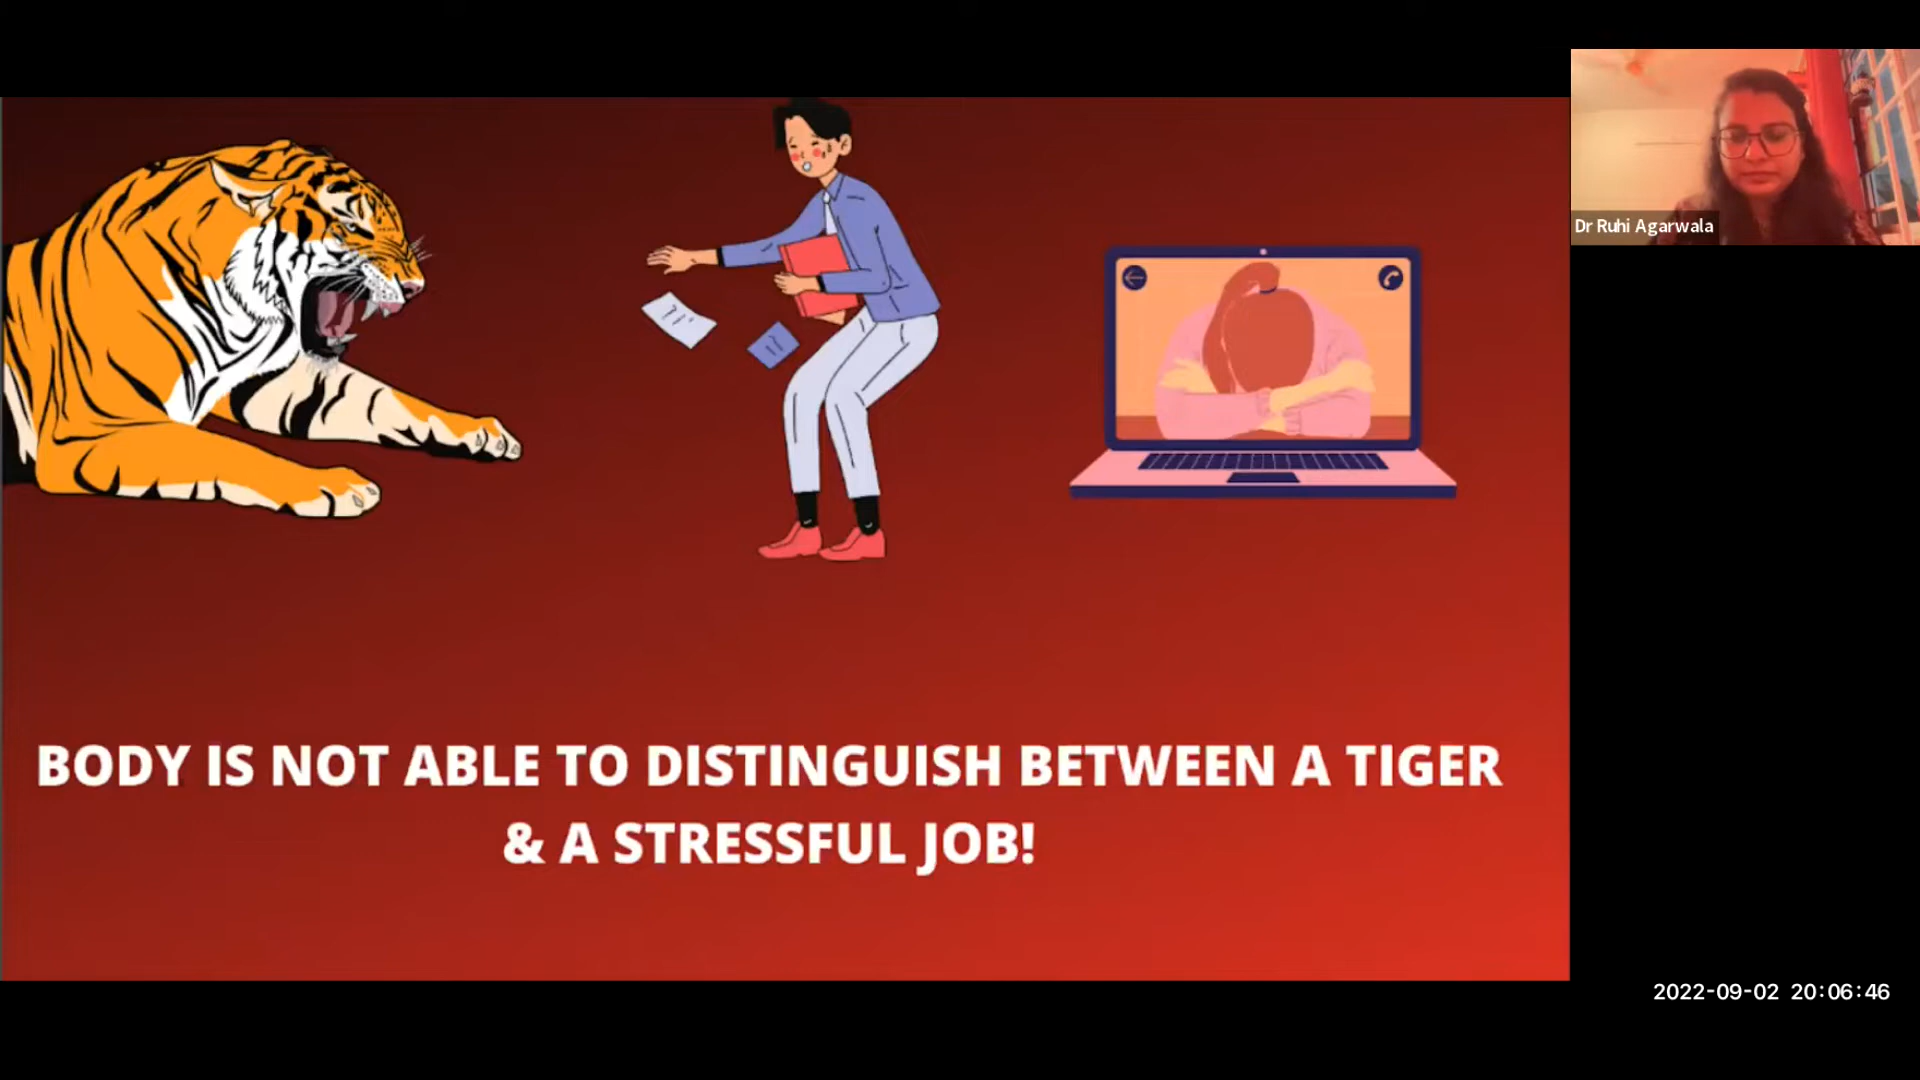 Dr Ruhi Agarwala
BODY IS NOT ABLE TO DISTINGUISH BETWEEN A TIGER
& A STRESSFUL JOB!
2022-09-02 20:06:46